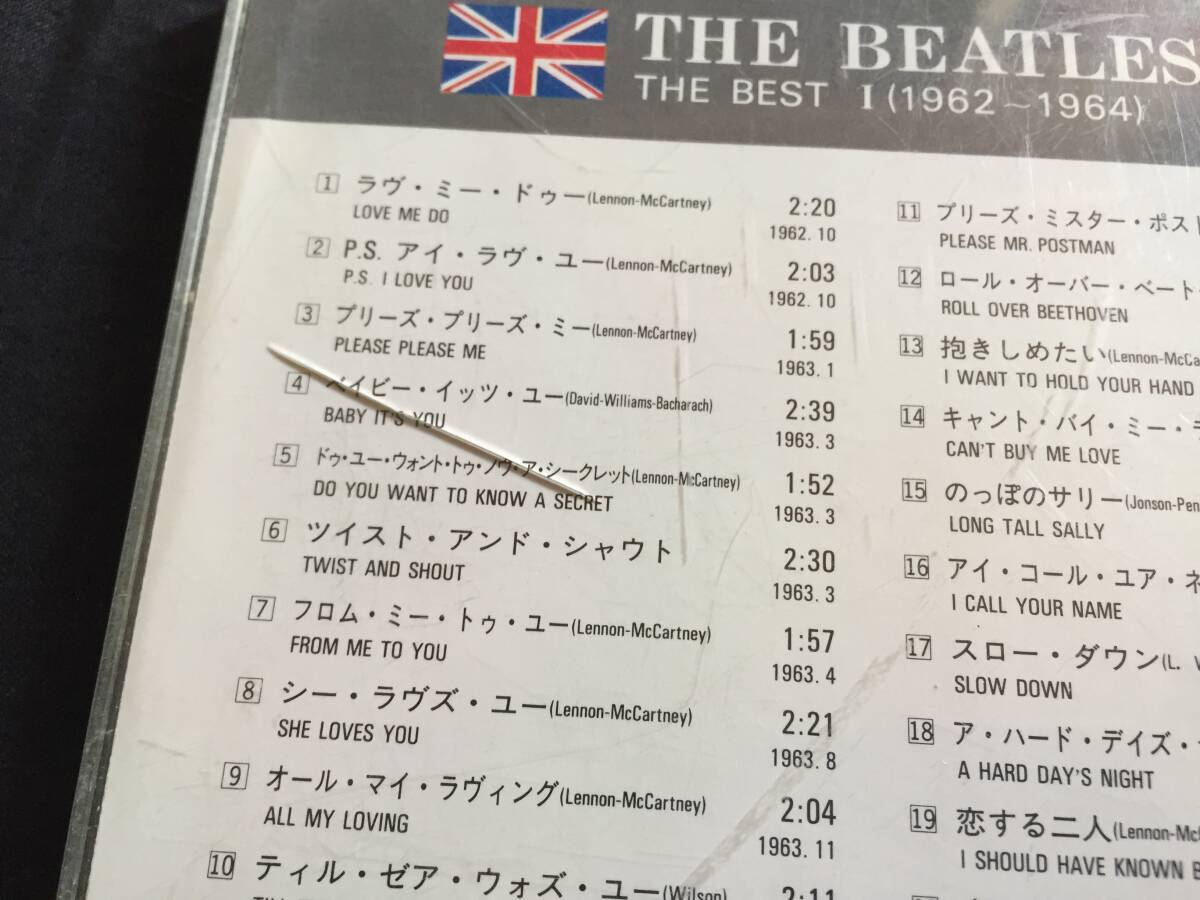 THE BEATLES
THE BEST I (1962~1964)
1 ラヴ・ミー・ドゥー(Lennon-McCartney) 2:20
LOVE ME DO 1962.10
2 P.S. アイ・ラヴ・ユー(Lennon-McCartney) 2:03
P.S. I LOVE YOU 1962.10
3 プリーズ・プリーズ・ミー(Lennon-McCartney) 1:59
PLEASE PLEASE ME 1963.1
4 ベイビー・イッツ・ユー(David-Williams-Bacharach) 2:39
BABY IT'S YOU 1963.3
5 ドゥ・ユー・ウォント・トゥ・ノウ・ア・シークレット(Lennon-McCartney) 1:52
DO YOU WANT TO KNOW A SECRET 1963.3
6 ツイスト・アンド・シャウト 2:30
TWIST AND SHOUT 1963.3
7 フロム・ミー・トゥ・ユー(Lennon-McCartney) 1:57
FROM ME TO YOU 1963.4
8 シー・ラヴズ・ユー(Lennon-McCartney) 2:21
SHE LOVES YOU 1963.8
9 オール・マイ・ラヴィング(Lennon-McCartney) 2:04
ALL MY LOVING 1963.11
10 ティル・ゼア・ウォズ・ユー(Wilson) 2:11
11 プリーズ・ミスター・ポスト
PLEASE MR. POSTMAN
12 ロール・オーバー・ベート
ROLL OVER BEETHOVEN
13 抱きしめたい(Lennon-McCa
I WANT TO HOLD YOUR HAND
14 キャント・バイ・ミー・
CAN'T BUY ME LOVE
15 のっぽのサリー(Jonson-Pen
LONG TALL SALLY
16 アイ・コール・ユア・ネ
I CALL YOUR NAME
17 スロー・ダウン(L.
SLOW DOWN
18 ア・ハード・デイズ・
A HARD DAY'S NIGHT
19 恋する二人(Lennon-McC
I SHOULD HAVE KNOWN B